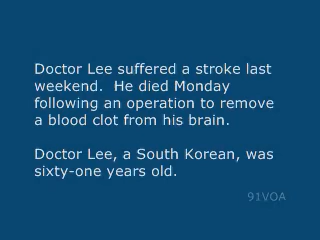 Doctor Lee suffered a stroke last
weekend.  He died Monday
following an operation to remove
a blood clot from his brain.
Doctor Lee, a South Korean, was
sixty-one years old.
91VOA